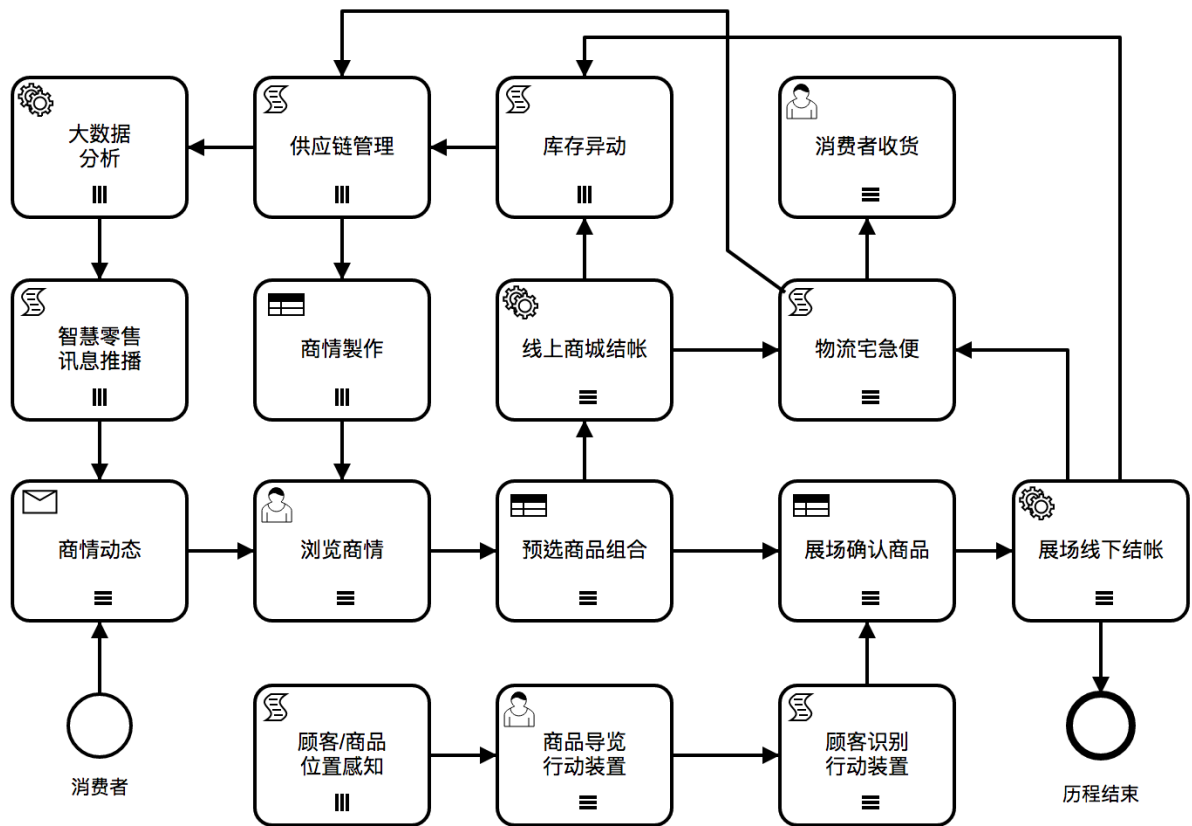 大数据
分析
供应链管理
库存异动
消费者收货
智慧零售
讯息推播
商情製作
线上商城结帐
物流宅急便
商情动态
浏览商情
预选商品组合
展场确认商品
展场线下结帐
消费者
顾客/商品
位置感知
商品导览
行动装置
顾客识别
行动装置
历程结束